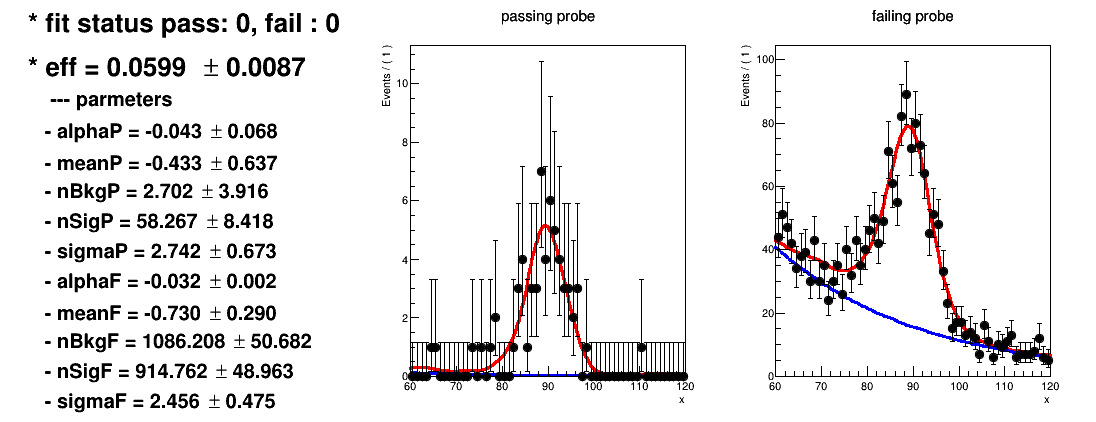 * fit status pass: 0, fail : 0
* eff = 0.0599 ± 0.0087
--- parmeters
- alphaP = -0.043 ± 0.068
- meanP = -0.433 ± 0.637
- nBkgP = 2.702 ± 3.916
- nSigP = 58.267 ± 8.418
- sigmaP = 2.742 ± 0.673
- alphaF = -0.032 ± 0.002
- meanF = -0.730 ± 0.290
- nBkgF = 1086.208 ± 50.682
- nSigF = 914.762 ± 48.963
- sigmaF = 2.456 ± 0.475
passing probe
Events / ( 1 )
10
8
6
4
2
0
60 70 80 90 100 110 120
x
failing probe
Events / ( 1 )
100
80
60
40
20
0
60 70 80 90 100 110 120
x